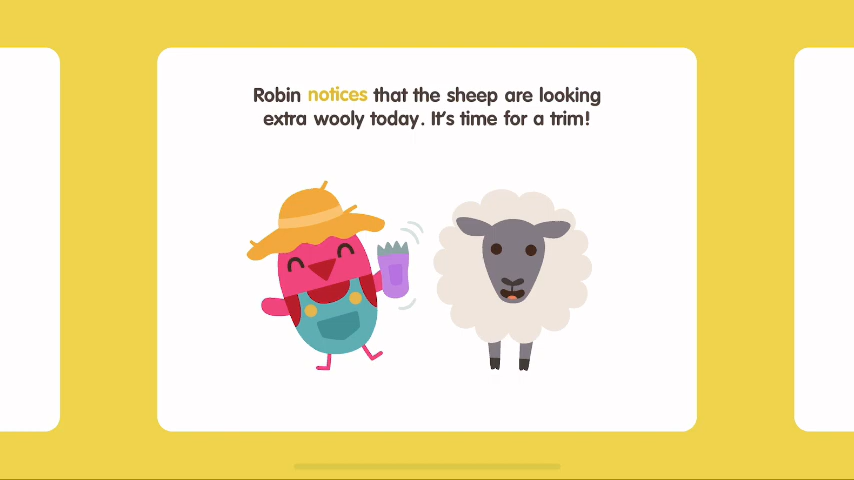 Robin notices that the sheep are looking
extra wooly today. It's time for a trim!